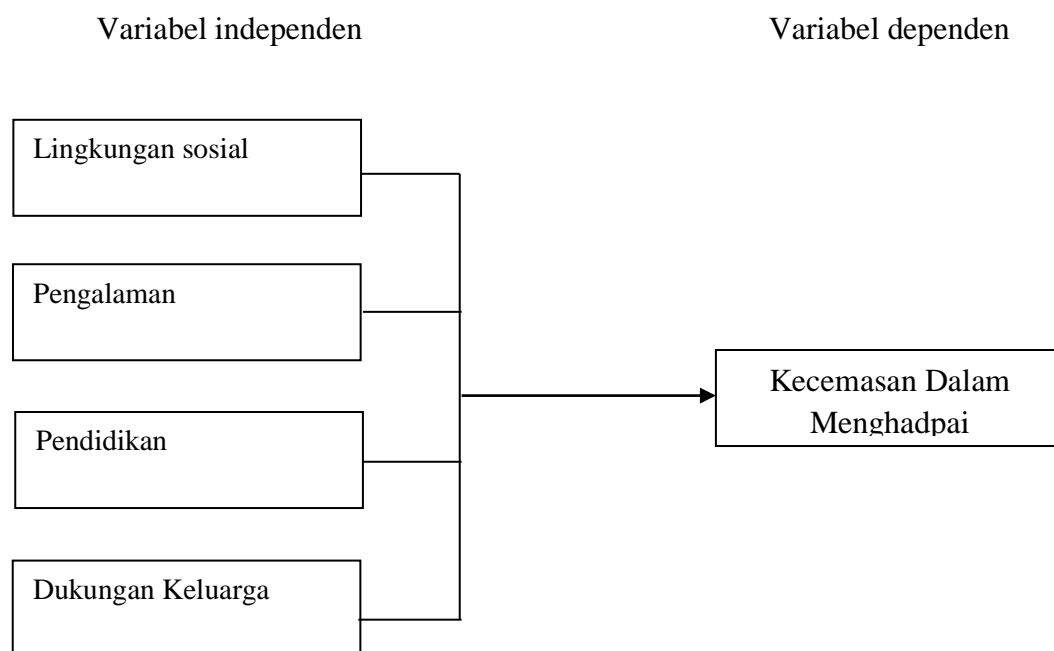 Variabel independen
Variabel dependen
Lingkungan sosial
Pengalaman
Pendidikan
Dukungan Keluarga
Kecemasan Dalam
Menghadpai